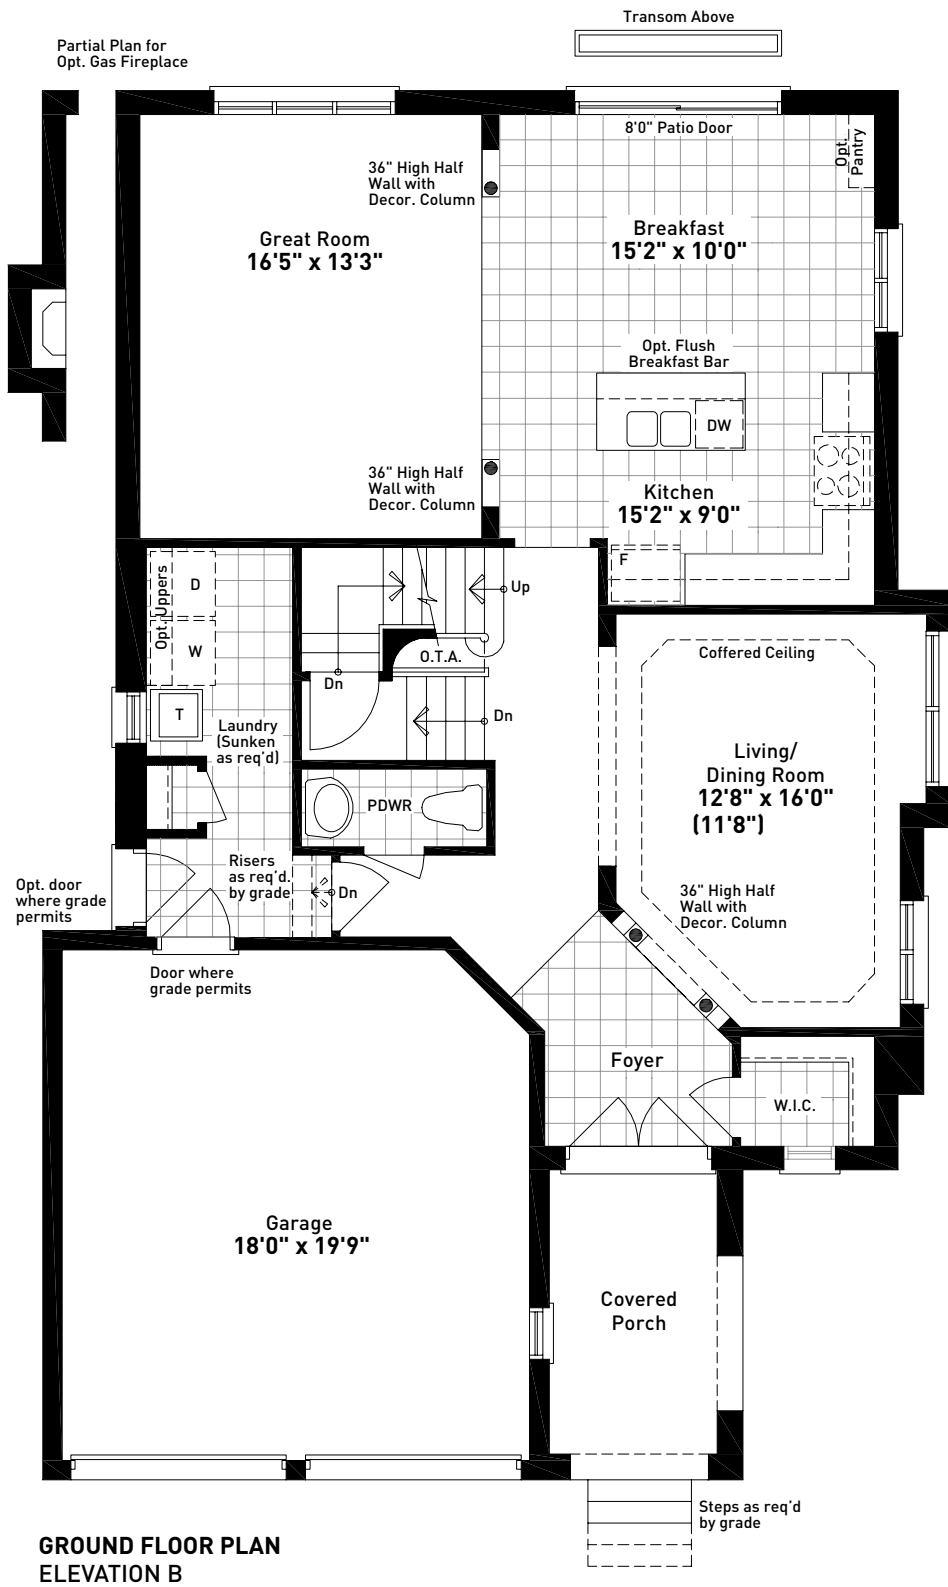 Transom Above
Partial Plan for
Opt. Gas Fireplace
8'0" Patio Door
Opt.
Pantry
36" High Half
Wall with
Decor. Column
Great Room
16'5" x 13'3"
Breakfast
15'2" x 10'0"
Opt. Flush
Breakfast Bar
DW
36" High Half
Wall with
Decor. Column
Kitchen
15'2" x 9'0"
F
Opt. Uppers
D
W
T
Up
O.T.A.
Dn
Dn
Coffered Ceiling
Laundry
(Sunken
as req'd)
Living/
Dining Room
12'8" x 16'0"
(11'8")
PDWR
Risers
as req'd.
by grade
Dn
Opt. door
where grade
permits
36" High Half
Wall with
Decor. Column
Door where
grade permits
Foyer
W.I.C.
Garage
18'0" x 19'9"
Covered
Porch
Steps as req'd
by grade
GROUND FLOOR PLAN
ELEVATION B